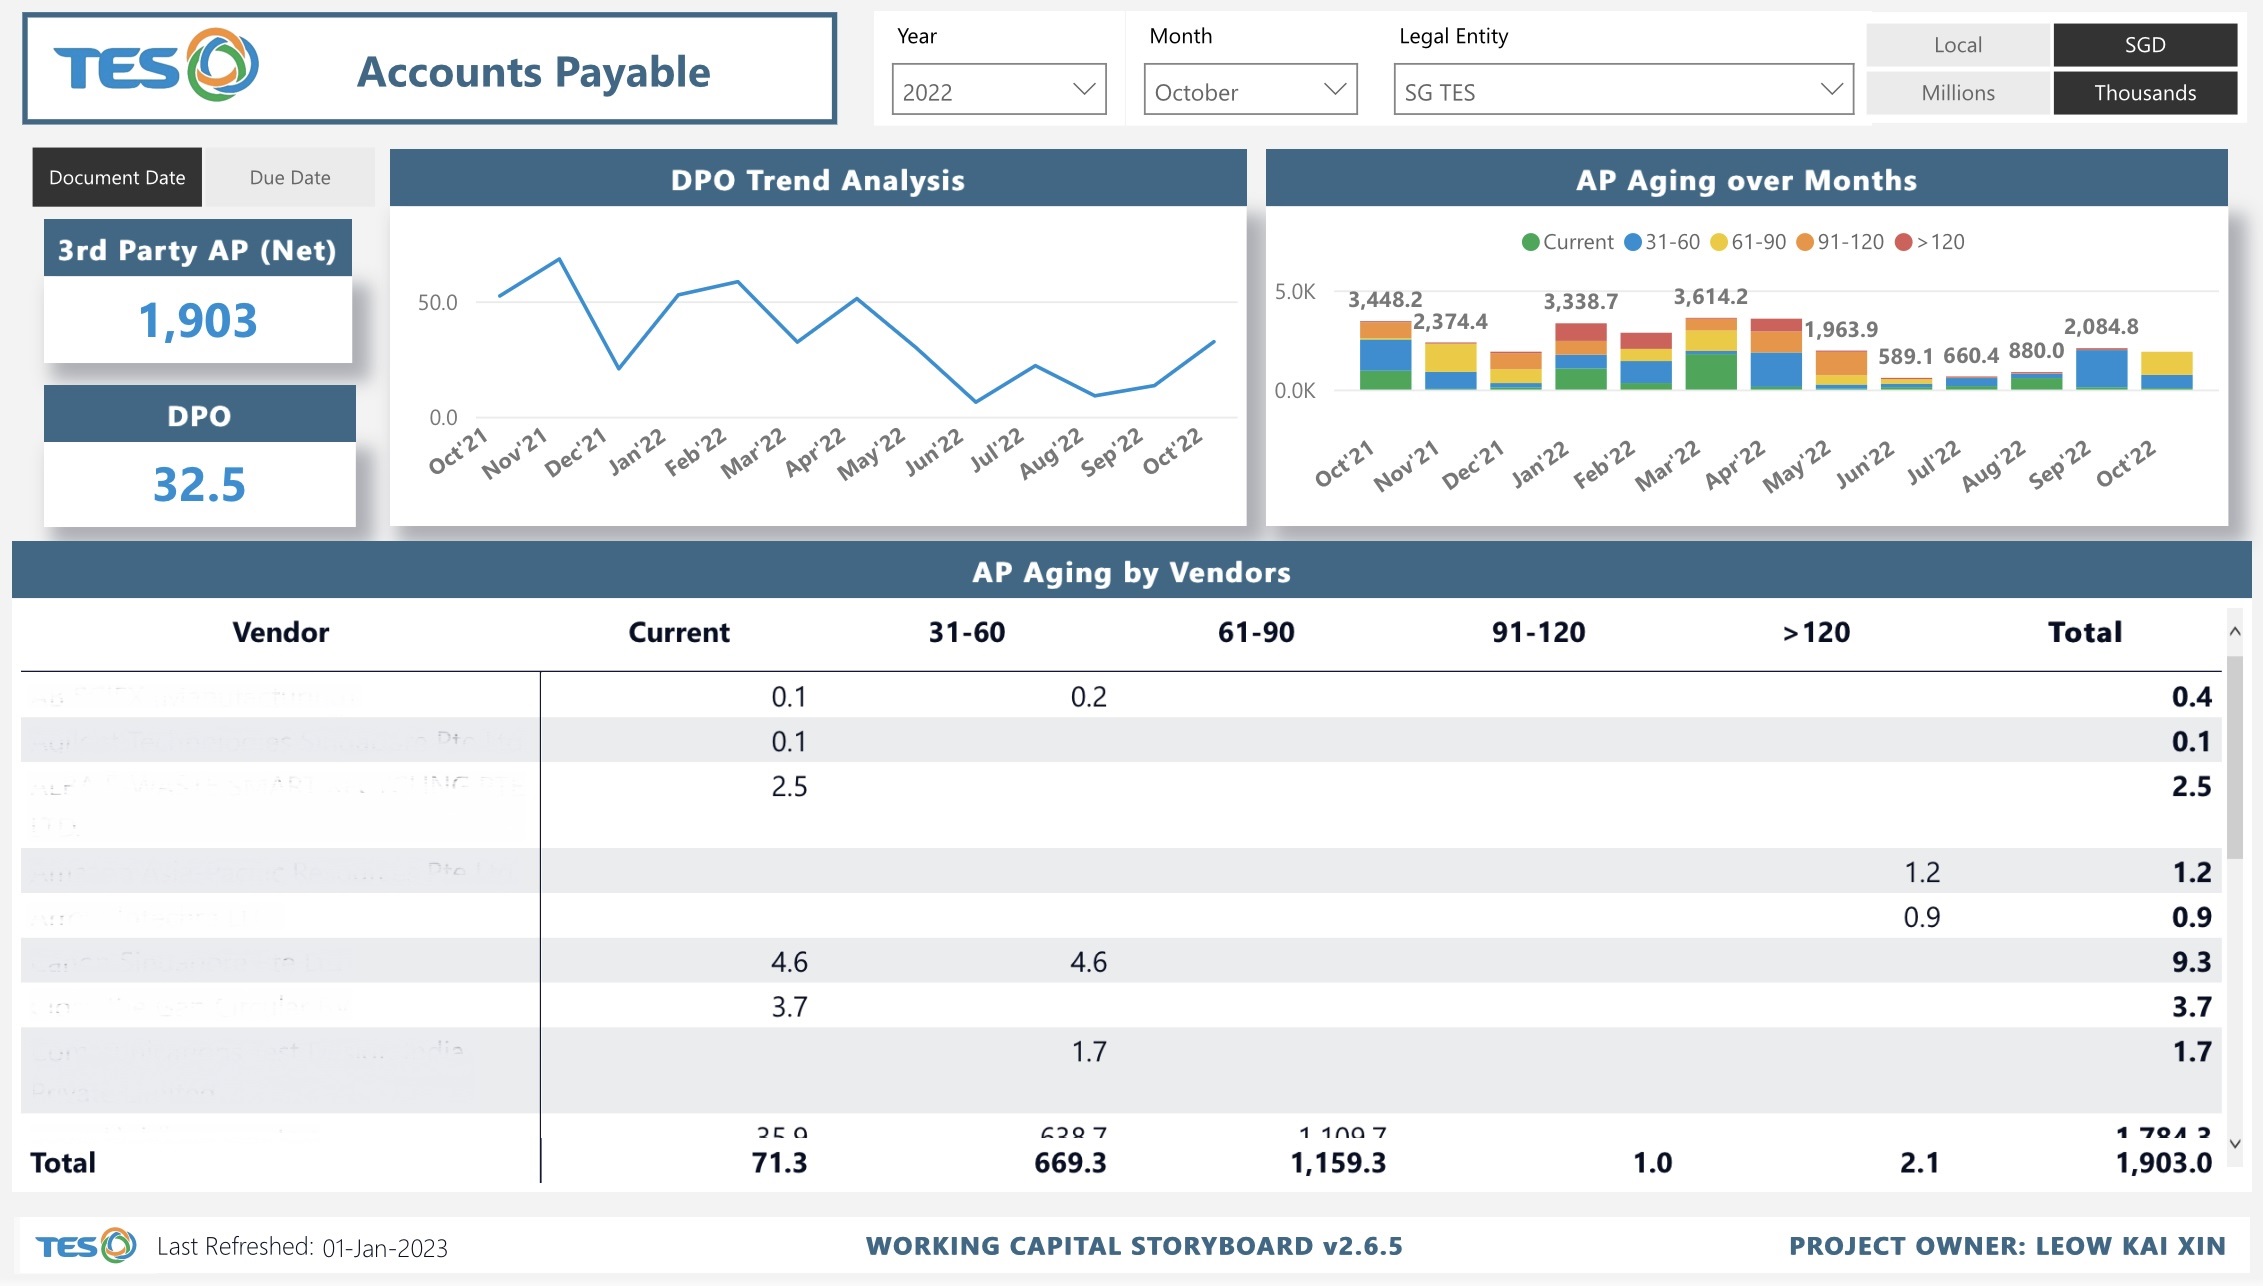 TES
Accounts Payable
Year
2022
Month
October
Legal Entity
SG TES
Local
SGD
Millions
Thousands
Document Date
Due Date
3rd Party AP (Net)
1,903
DPO
32.5
DPO Trend Analysis
50.0
0.0
Oct'21 Nov'21 Dec'21 Jan'22 Feb'22 Mar'22 Apr'22 May'22 Jun'22 Jul'22 Aug'22 Sep'22 Oct'22
AP Aging over Months
Current 31-60 61-90 91-120 >120
5.0K
0.0K
3,448.2 2,374.4 3,338.7 3,614.2 1,963.9 589.1 660.4 880.0 2,084.8
Oct'21 Nov'21 Dec'21 Jan'22 Feb'22 Mar'22 Apr'22 May'22 Jun'22 Jul'22 Aug'22 Sep'22 Oct'22
AP Aging by Vendors
Vendor Current 31-60 61-90 91-120 >120 Total
0.1 0.2 0.4
Pte 0.1 0.1
2.5 2.5
Pte 1.2 1.2
0.9 0.9
4.6 4.6 9.3
3.7 3.7
1.7 1.7
35.9 638.7 1,109.7 1,784.3
Total 71.3 669.3 1,159.3 1.0 2.1 1,903.0
TES
Last Refreshed: 01-Jan-2023
WORKING CAPITAL STORYBOARD v2.6.5
PROJECT OWNER: LEOW KAI XIN